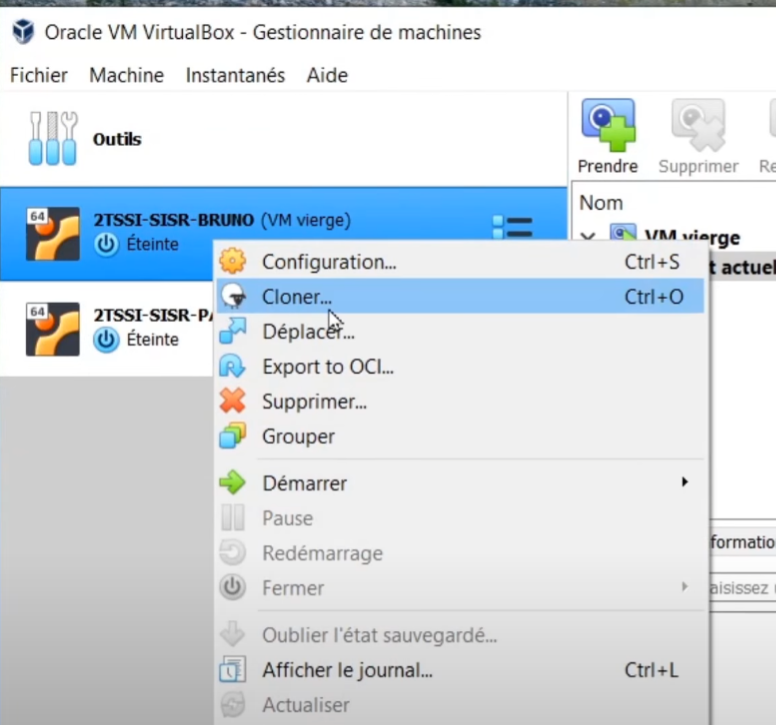 Oracle VM VirtualBox - Gestionnaire de machines
Fichier Machine Instantanés Aide
Outils
Prendre Supprimer
Nom
64 2TSSI-SISR-BRUNO (VM vierge)
Éteinte
VM vierge
t actuel
64
2TSSI-SISR-P
Éteinte
Configuration... Ctrl+S
Cloner... Ctrl+O
Déplacer...
Export to OCI...
Supprimer...
Grouper
Démarrer
Pause
Redémarrage
Fermer
Oublier l'état sauvegardé...
Afficher le journal... Ctrl+L
Actualiser
formatio
aisissez